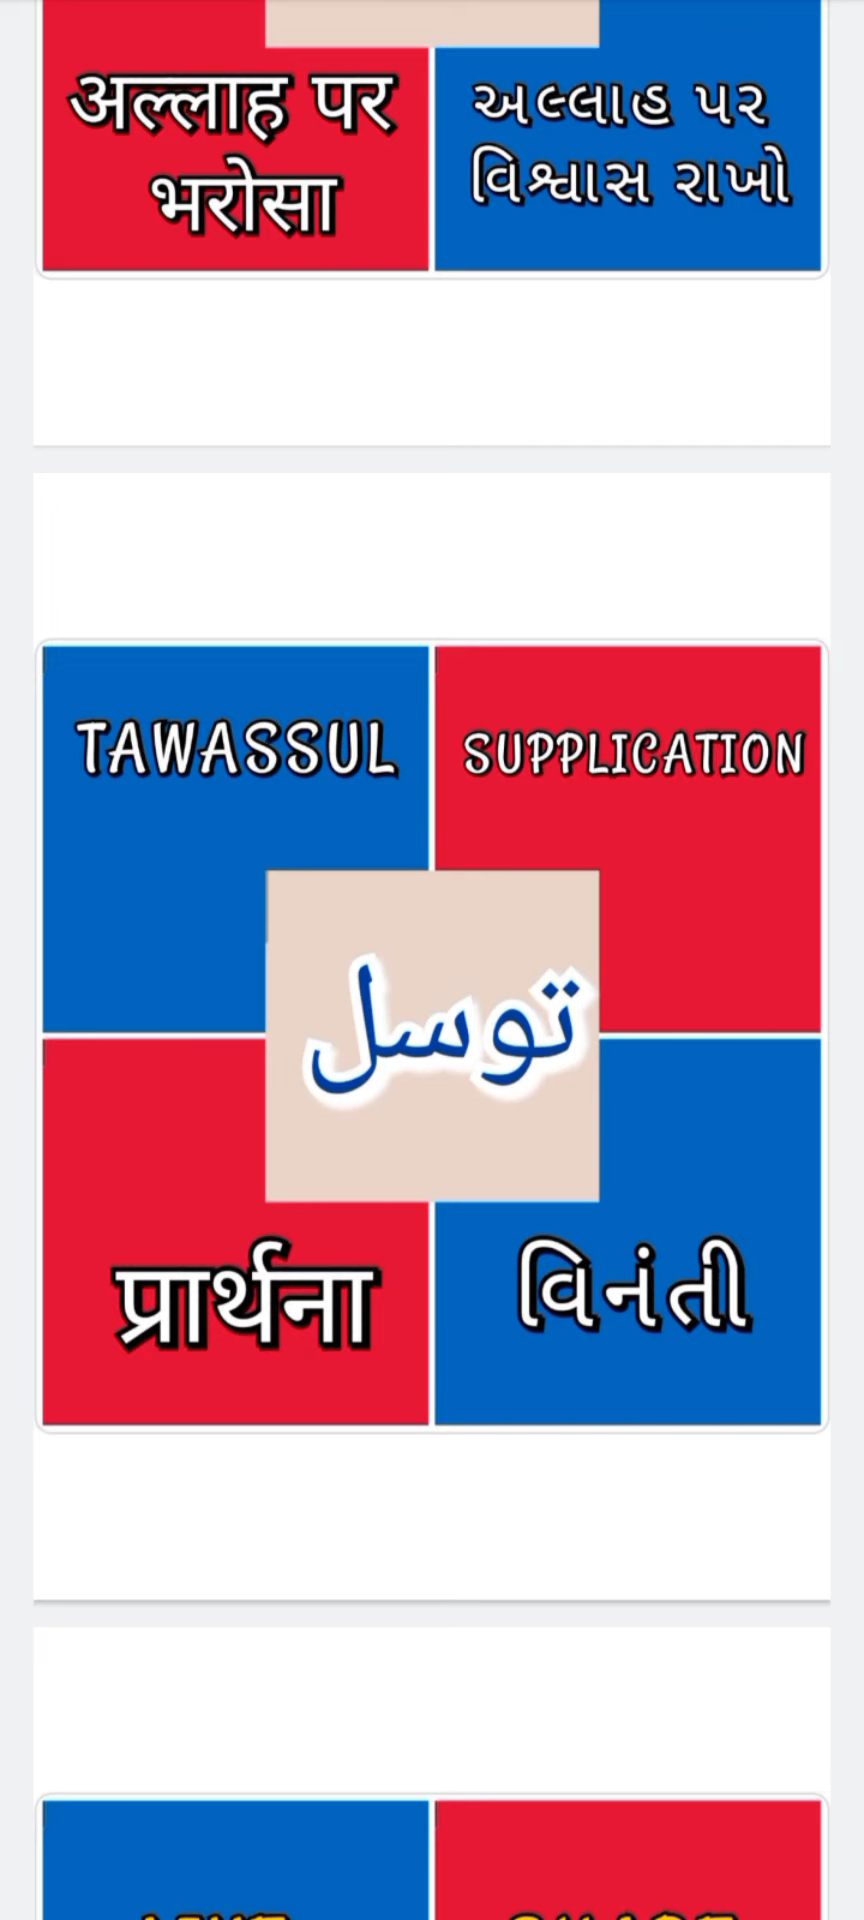 अल्लाह पर
भरोसा
અલ્લાહ પર
વિશ્વાસ રાખો
TAWASSUL
SUPPLICATION
توسل
प्रार्थना
વિનંતી